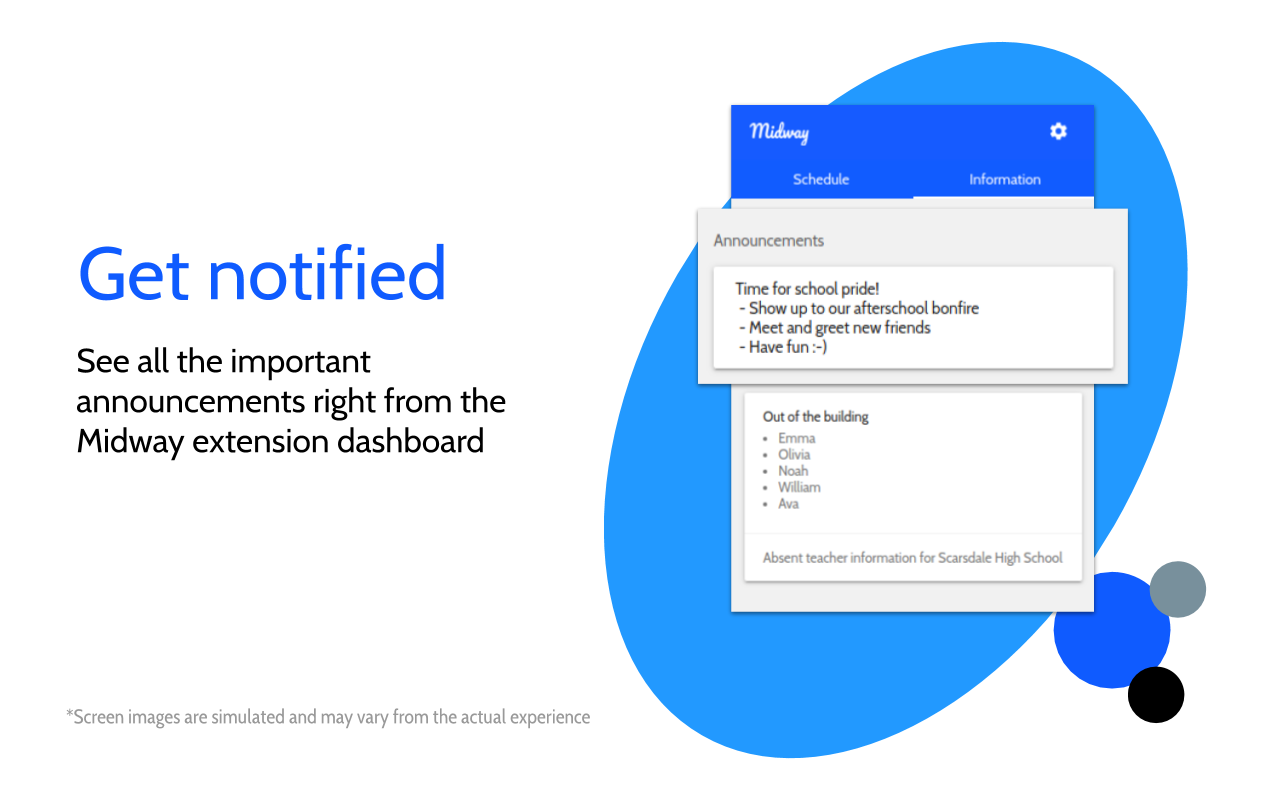 Get notified
See all the important
announcements right from the
Midway extension dashboard
*Screen images are simulated and may vary from the actual experience
Midway
Schedule
Information
Announcements
Time for school pride!
- Show up to our afterschool bonfire
- Meet and greet new friends
- Have fun :-)
Out of the building
• Emma
• Olivia
• Noah
• William
• Ava
Absent teacher information for Scarsdale High School